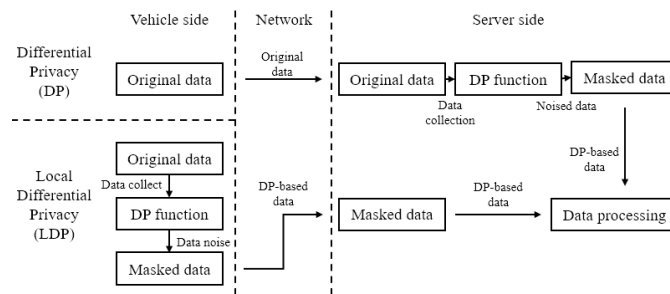 Vehicle side
Network
Server side
Differential
Privacy
(DP)
Original data
Original
data
Original data
DP function
Masked data
Data
collection
Noised data
DP-based
data
Local
Differential
Privacy
(LDP)
Original data
Data collect
DP function
Data noise
Masked data
DP-based
data
Masked data
DP-based
data
Data processing